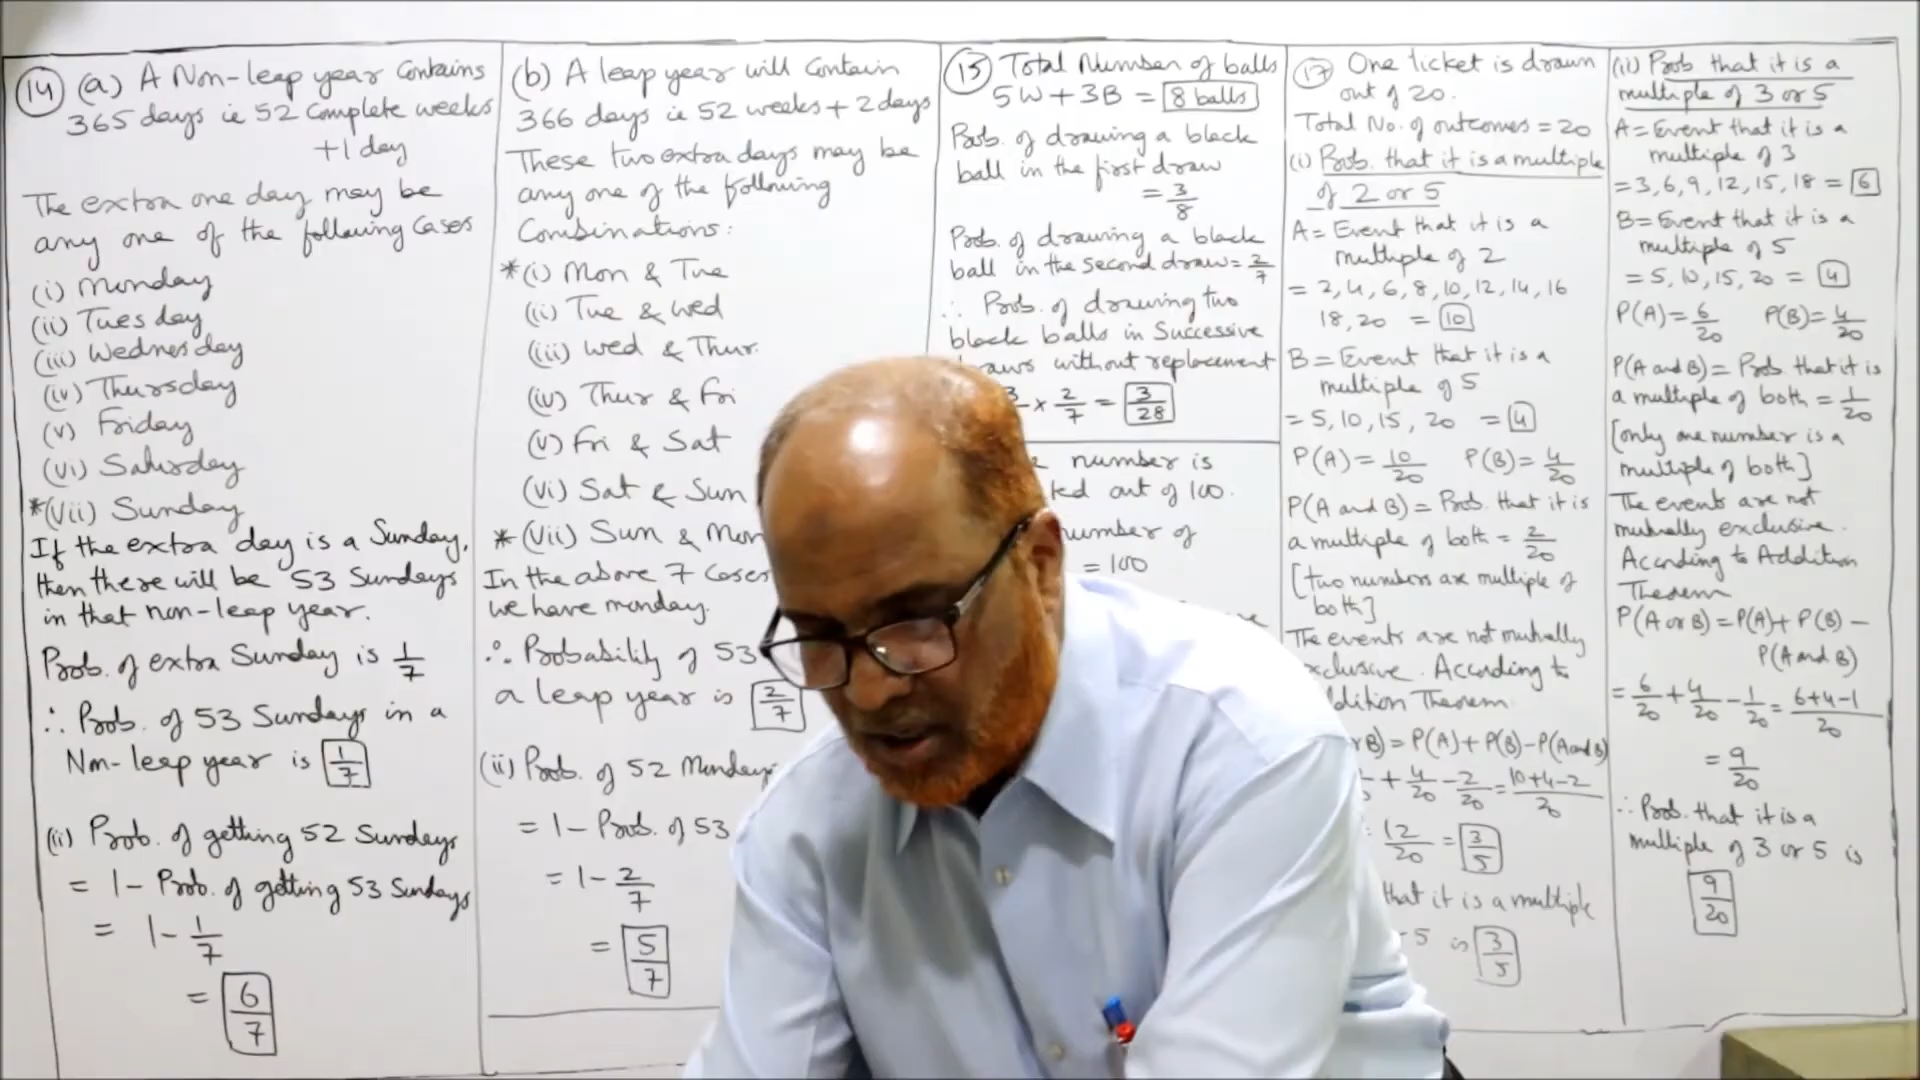 14 (a) A Non-leap year Contains
365 days ie 52 Complete weeks
+1 day
The extra one day may be
any one of the following Cases
(i) Monday
(ii) Tuesday
(iii) Wednesday
(iv) Thursday
(v) Friday
(vi) Saturday
*(vii) Sunday
If the extra day is a Sunday,
then there will be 53 Sundays
in that non-leap year.
Prob. of extra Sunday is 1/7
∴ Prob. of 53 Sundays in a
Non-leap year is 1/7
(ii) Prob. of getting 52 Sundays
= 1 - Prob. of getting 53 Sundays
= 1 - 1/7
= 6/7
(b) A leap year will Contain
366 days ie 52 weeks + 2 days
These two extra days may be
any one of the following
Combinations:
*(i) Mon & Tue
(ii) Tue & Wed
(iii) Wed & Thur.
(iv) Thur & Fri
(v) Fri & Sat
(vi) Sat & Sun
*(vii) Sun & Mon
In the above 7 Cases
we have monday.
∴ Probability of 53
a leap year is 2/7
(ii) Prob. of 52 Mondays
= 1 - Prob. of 53
= 1 - 2/7
= 5/7
15 Total Number of balls
5W + 3B = 8 balls
Prob. of drawing a black
ball in the first draw
= 3/8
Prob. of drawing a black
ball in the second draw = 2/7
∴ Prob. of drawing two
black balls in Successive
draws without replacement
× 2/7 = 3/28
number is
out of 100.
number of
= 100
17 One ticket is drawn
out of 20.
Total No. of outcomes = 20
(i) Prob. that it is a multiple
of 2 or 5
A = Event that it is a
multiple of 2
= 2, 4, 6, 8, 10, 12, 14, 16
18, 20 = 10
B = Event that it is a
multiple of 5
= 5, 10, 15, 20 = 4
P(A) = 10/20 P(B) = 4/20
P(A and B) = Prob. that it is
a multiple of both = 2/20
[two numbers are multiple of
both]
The events are not mutually
exclusive. According to
Addition Theorem
= P(A) + P(B) - P(A and B)
+ 4/20 - 2/20 = 10+4-2/20
12/20 = 3/5
that it is a multiple
5 is 3/5
(ii) Prob that it is a
multiple of 3 or 5
A = Event that it is a
multiple of 3
= 3, 6, 9, 12, 15, 18 = 6
B = Event that it is a
multiple of 5
= 5, 10, 15, 20 = 4
P(A) = 6/20 P(B) = 4/20
P(A and B) = Prob. that it is
a multiple of both = 1/20
[only one number is a
multiple of both]
The events are not
mutually exclusive.
According to Addition
Theorem
P(A or B) = P(A) + P(B) -
P(A and B)
= 6/20 + 4/20 - 1/20 = 6+4-1/20
= 9/20
∴ Prob. that it is a
multiple of 3 or 5 is
9/20